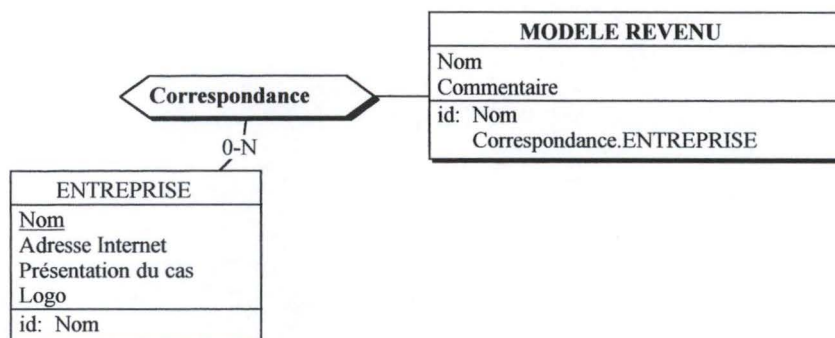 MODELE REVENU
Nom
Commentaire
id: Nom
Correspondance.ENTREPRISE
Correspondance
0-N
ENTREPRISE
Nom
Adresse Internet
Présentation du cas
Logo
id: Nom